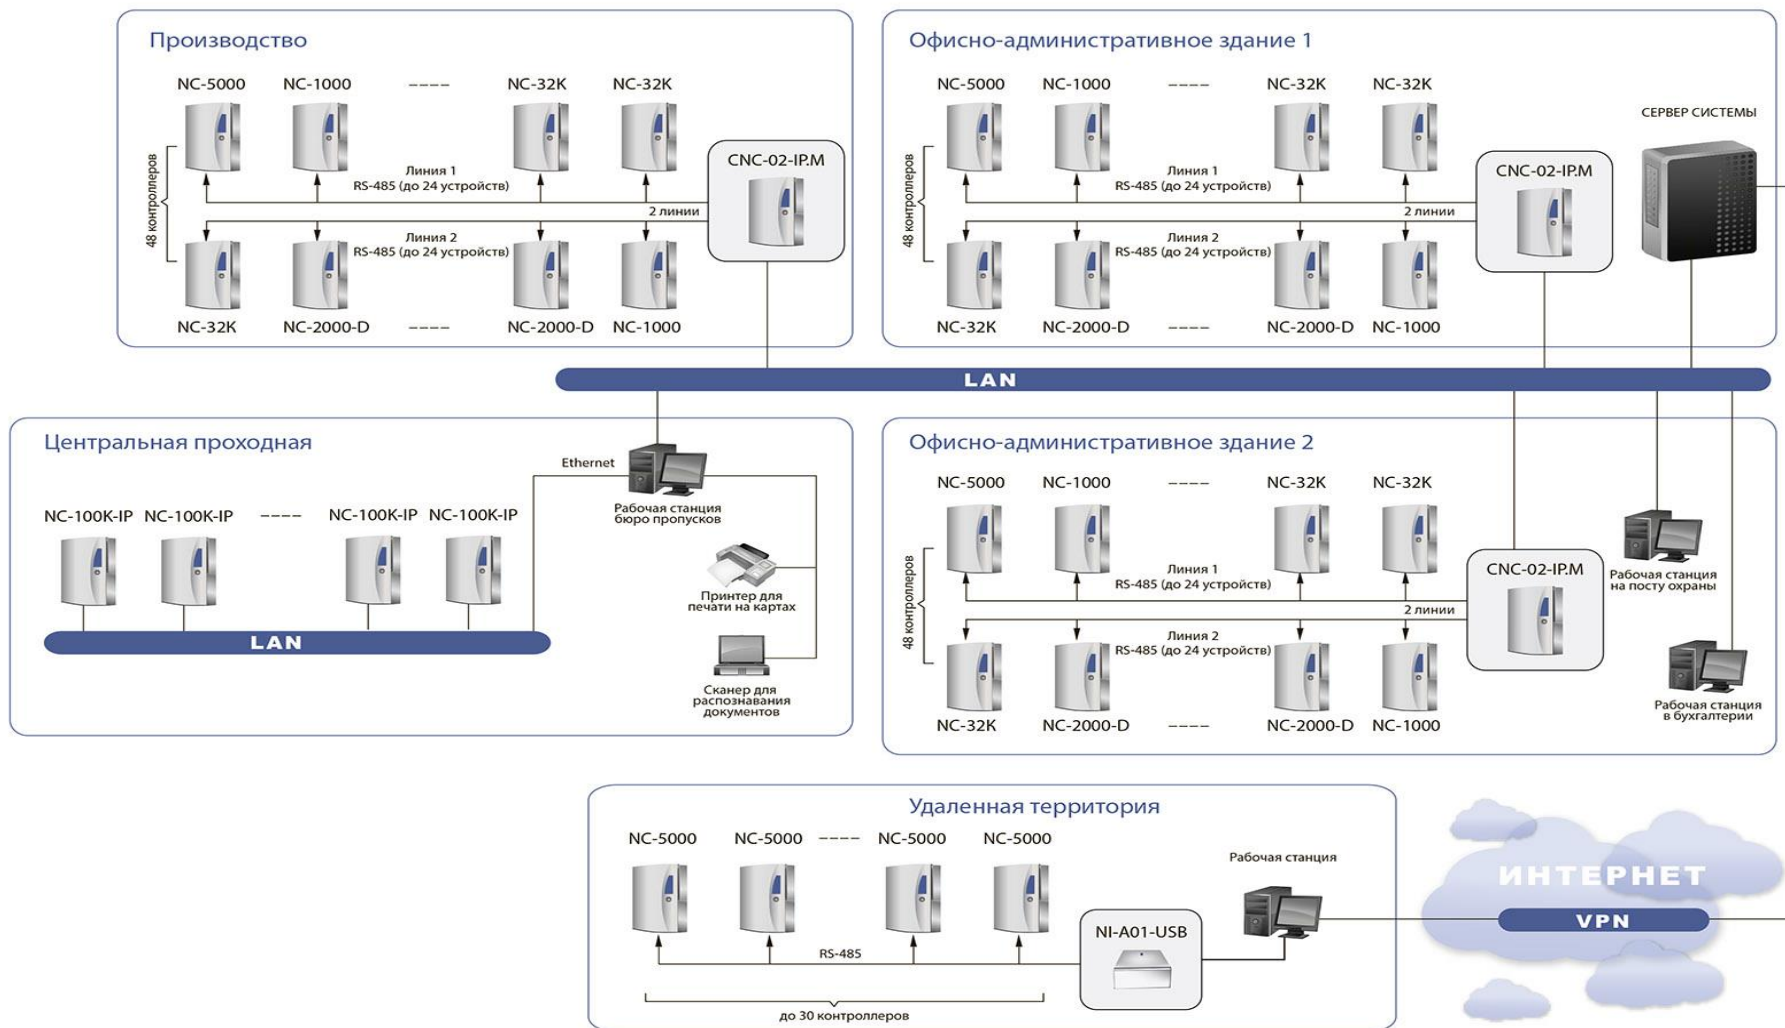 Производство
NC-5000
NC-1000
----
NC-32K
NC-32K
48 контроллеров
Линия 1
RS-485 (до 24 устройств)
2 линии
Линия 2
RS-485 (до 24 устройств)
CNC-02-IP.M
NC-32K
NC-2000-D
----
NC-2000-D
NC-1000
Офисно-административное здание 1
NC-5000
NC-1000
----
NC-32K
NC-32K
48 контроллеров
Линия 1
RS-485 (до 24 устройств)
2 линии
Линия 2
RS-485 (до 24 устройств)
CNC-02-IP.M
NC-32K
NC-2000-D
----
NC-2000-D
NC-1000
СЕРВЕР СИСТЕМЫ
LAN
Центральная проходная
Ethernet
Рабочая станция
бюро пропусков
NC-100K-IP
NC-100K-IP
----
NC-100K-IP
NC-100K-IP
LAN
Принтер для
печати на картах
Сканер для
распознавания
документов
Офисно-административное здание 2
NC-5000
NC-1000
----
NC-32K
NC-32K
48 контроллеров
Линия 1
RS-485 (до 24 устройств)
2 линии
Линия 2
RS-485 (до 24 устройств)
CNC-02-IP.M
NC-32K
NC-2000-D
----
NC-2000-D
NC-1000
Рабочая станция
на посту охраны
Рабочая станция
в бухгалтерии
Удаленная территория
NC-5000
NC-5000
----
NC-5000
NC-5000
RS-485
до 30 контроллеров
NI-A01-USB
Рабочая станция
ИНТЕРНЕТ
VPN